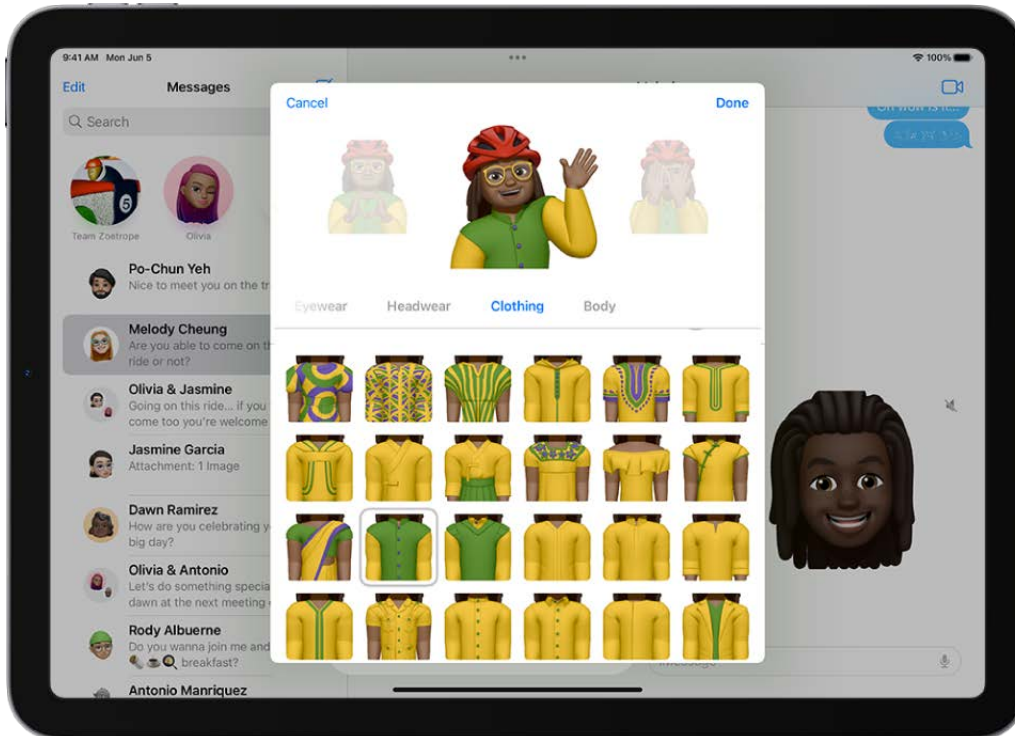 9:41 AM Mon Jun 5
100%
Edit
Messages
Search
Team Zoetrope
Olivia
Po-Chun Yeh
Nice to meet you on the
Melody Cheung
Are you able to come on
ride or not?
Olivia & Jasmine
Going on this ride... if you
come too you're welcome
Jasmine Garcia
Attachment: 1 Image
Dawn Ramirez
How are you celebrating
big day?
Olivia & Antonio
Let's do something
dawn at the next meeting
Rody Albuerne
Do you wanna join me and
breakfast?
Antonio Manriquez
Cancel
Done
Eyewear
Headwear
Clothing
Body
5